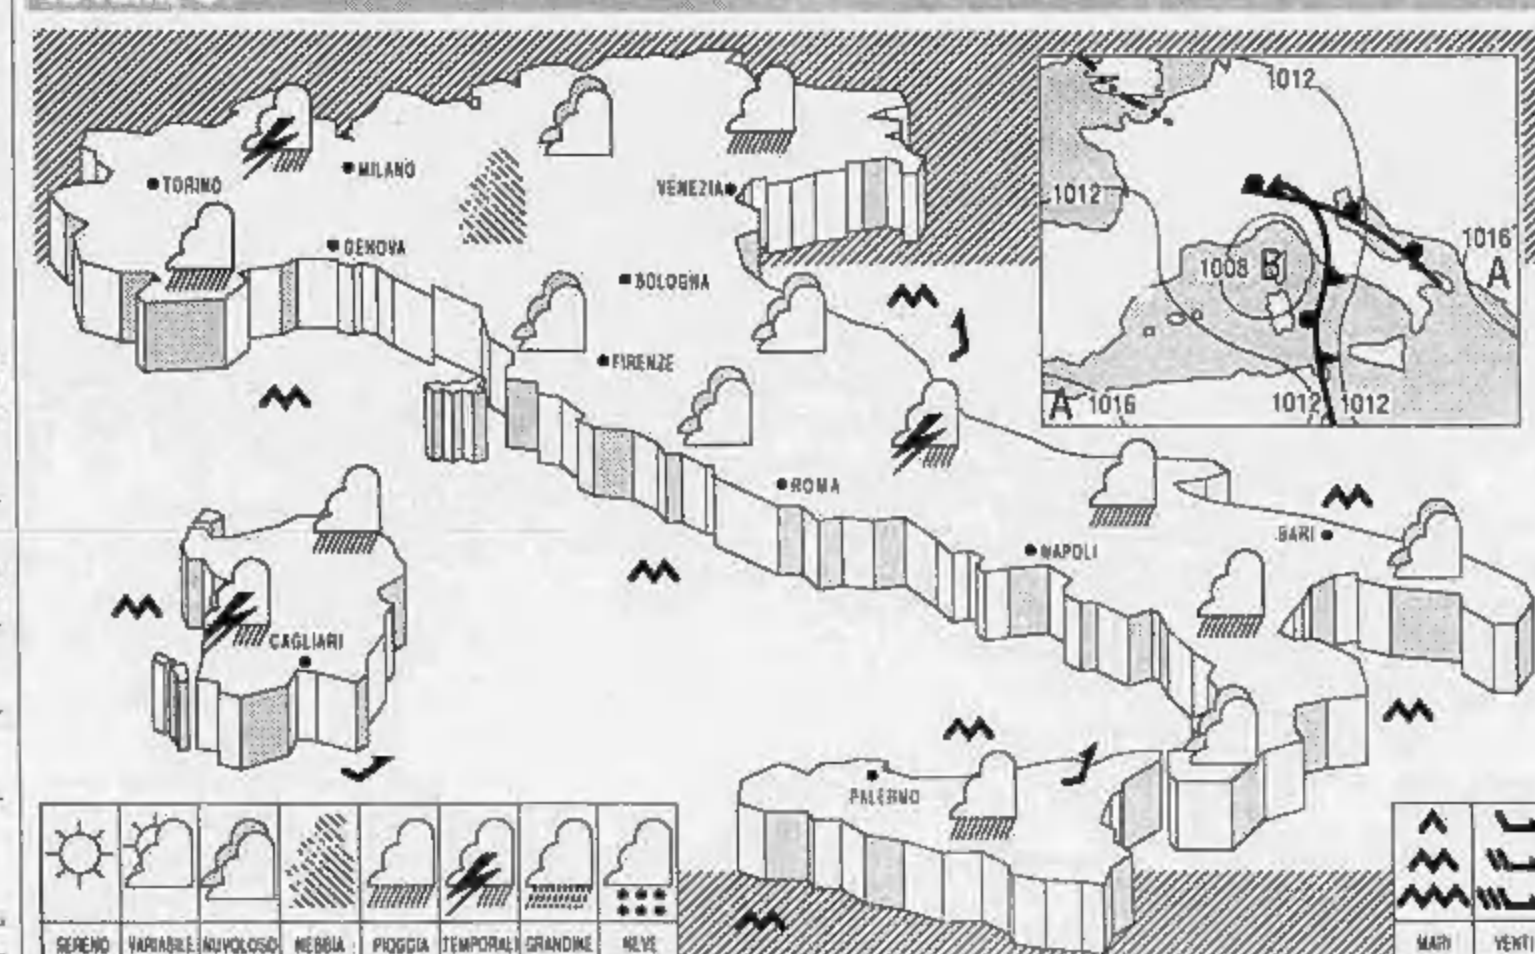 1012
MILANO
TORINO
VENEZIA
1012
GENOVA
1016
A
1008 B
BOLOGNA
FIRENZE
A 1016
1012 1012
ROMA
BARI
NAPOLI
CAGLIARI
PALERMO
SERENO VARIABILE NUVOLOSO NEBBIA PIOGGIA TEMPORALI GRANDINE NEVE
MARI VENTI